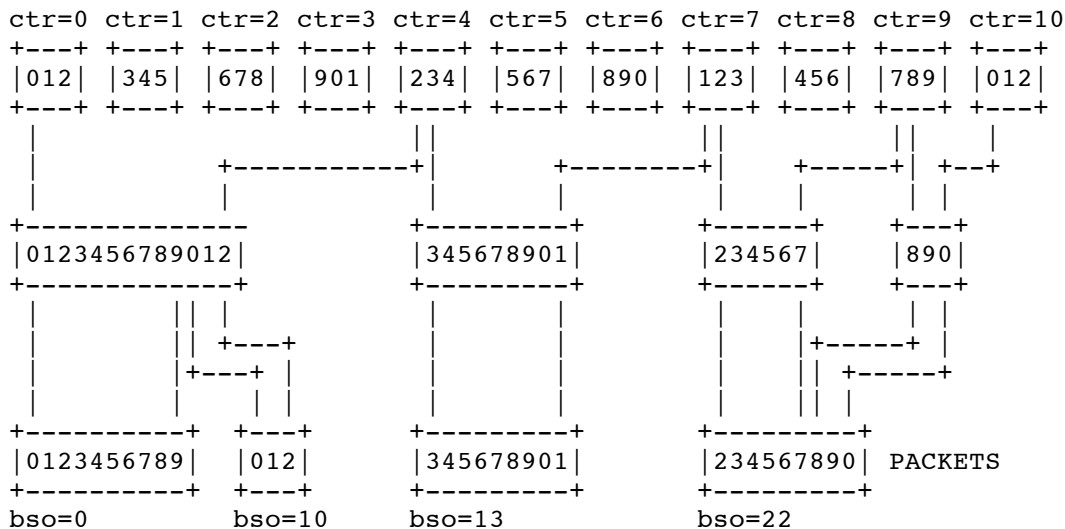 ctr=0 ctr=1 ctr=2 ctr=3 ctr=4 ctr=5 ctr=6 ctr=7 ctr=8 ctr=9 ctr=10
+---+ +---+ +---+ +---+ +---+ +---+ +---+ +---+ +---+ +---+ +---+
|012| |345| |678| |901| |234| |567| |890| |123| |456| |789| |012|
+---+ +---+ +---+ +---+ +---+ +---+ +---+ +---+ +---+ +---+ +---+
 |                       ||                ||          ||    |
 |           +-----------+|       +--------+|    +-----+| +--+
 |           |            |       |         |    |      | |
+--------------          +---------+       +------+    +---+
|0123456789012|          |345678901|       |234567|    |890|
+-------------+          +---------+       +------+    +---+
 |        || |            |       |         |    |      | |
 |        || +---+        |       |         |    |+-----+ |
 |        |+---+ |        |       |         |    || +-----+
 |        |    | |        |       |         |    || |
+----------+  +---+      +---------+       +---------+
|0123456789|  |012|      |345678901|       |234567890| PACKETS
+----------+  +---+      +---------+       +---------+
bso=0         bso=10     bso=13            bso=22